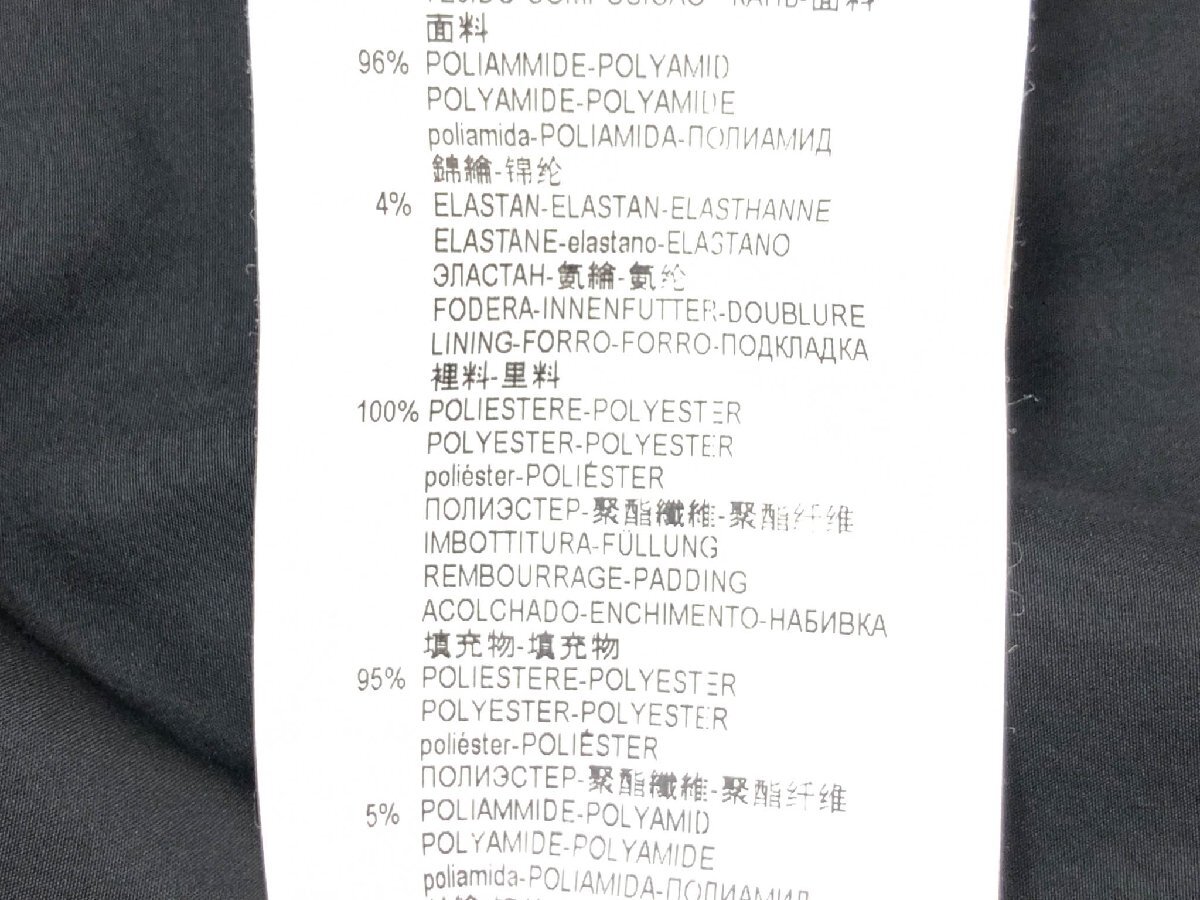 面料
96% POLIAMMIDE-POLYAMID
POLYAMIDE-POLYAMIDE
poliamida-POLIAMIDA-ПОЛИАМИД
錦綸-锦纶
4% ELASTAN-ELASTAN-ELASTHANNE
ELASTANE-elastano-ELASTANO
ЭЛАСТАН-氨綸-氨纶
FODERA-INNENFUTTER-DOUBLURE
LINING-FORRO-FORRO-ПОДКЛАДКА
裡料-里料
100% POLIESTERE-POLYESTER
POLYESTER-POLYESTER
poliéster-POLIÉSTER
ПОЛИЭСТЕР-聚酯纖維-聚酯纤维
IMBOTTITURA-FÜLLUNG
REMBOURRAGE-PADDING
ACOLCHADO-ENCHIMENTO-НАБИВКА
填充物-填充物
95% POLIESTERE-POLYESTER
POLYESTER-POLYESTER
poliéster-POLIÉSTER
ПОЛИЭСТЕР-聚酯纖維-聚酯纤维
5% POLIAMMIDE-POLYAMID
POLYAMIDE-POLYAMIDE
poliamida-POLIAMIDA-ПОЛИАМИД